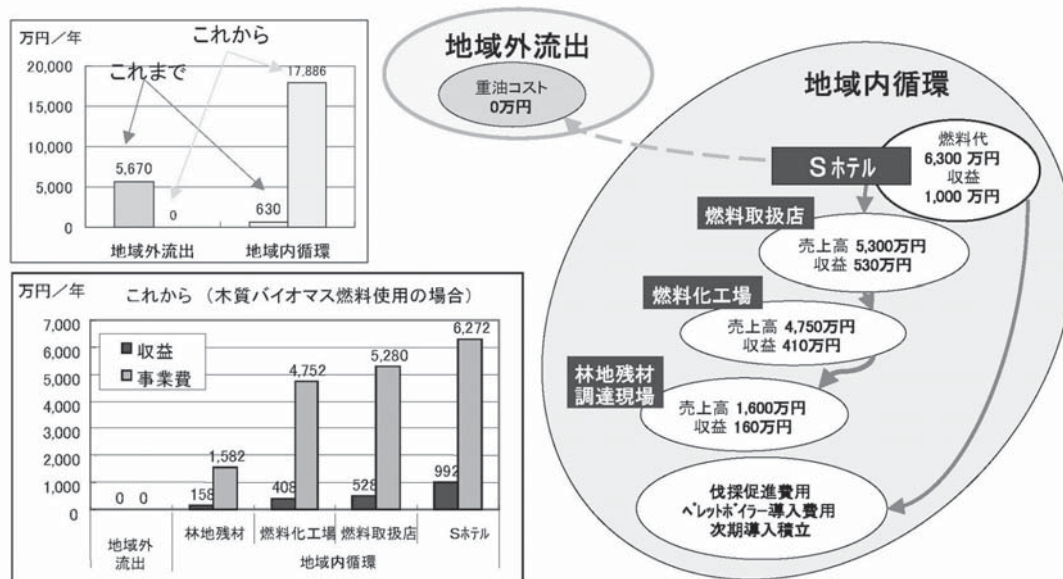 万円/年
これから
これまで
20,000
15,000
10,000
5,000
0
17,886
5,670
0
630
地域外流出
地域内循環
万円/年
これから （木質バイオマス燃料使用の場合）
7,000
6,000
5,000
4,000
3,000
2,000
1,000
0
収益
事業費
0 0
158
1,582
408
4,752
528
5,280
992
6,272
林地残材
燃料化工場
燃料取扱店
Sホテル
地域外
流出
地域内循環
地域外流出
重油コスト
0万円
地域内循環
Sホテル
燃料代
6,300 万円
収益
1,000 万円
燃料取扱店
売上高 5,300万円
収益 530万円
燃料化工場
売上高 4,750万円
収益 410万円
林地残材
調達現場
売上高 1,600万円
収益 160万円
伐採促進費用
ペレットボイラー導入費用
次期導入積立